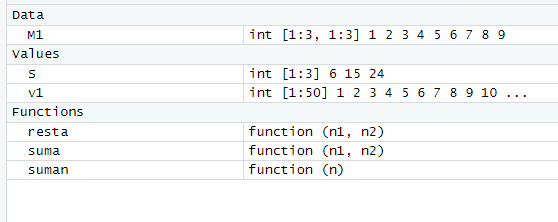 Data
M1 int [1:3, 1:3] 1 2 3 4 5 6 7 8 9
Values
S int [1:3] 6 15 24
v1 int [1:50] 1 2 3 4 5 6 7 8 9 10 ...
Functions
resta function (n1, n2)
suma function (n1, n2)
suman function (n)